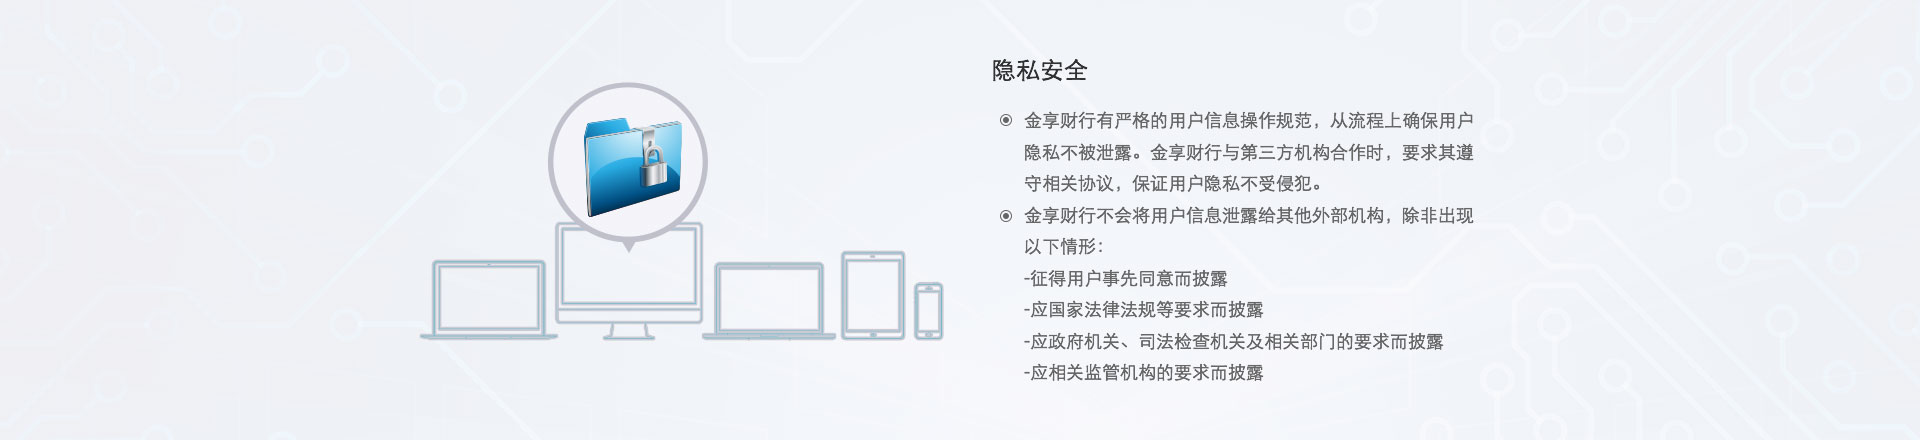 隐私安全
金享财行有严格的用户信息操作规范，从流程上确保用户
隐私不被泄露。金享财行与第三方机构合作时，要求其遵
守相关协议，保证用户隐私不受侵犯。
金享财行不会将用户信息泄露给其他外部机构，除非出现
以下情形：
-征得用户事先同意而披露
-应国家法律法规等要求而披露
-应政府机关、司法检查机关及相关部门的要求而披露
-应相关监管机构的要求而披露